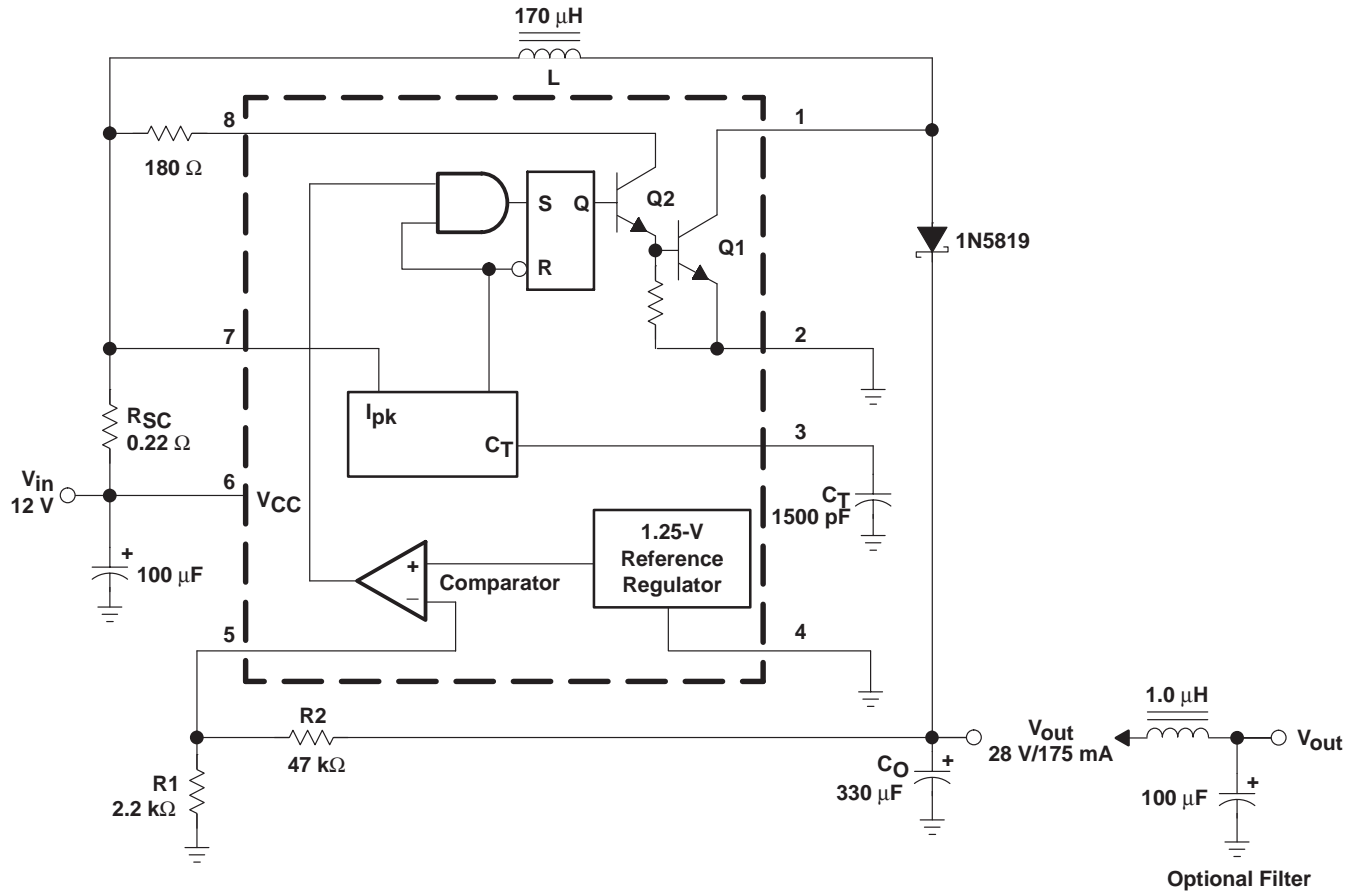 170 μH
L
8
1
180 Ω
S
Q
Q2
Q1
1N5819
R
7
2
Ipk
CT
3
RSC
0.22 Ω
Vin
12 V
6
VCC
CT
1500 pF
1.25-V
Reference
Regulator
+
−
Comparator
+
100 μF
5
4
R2
47 kΩ
R1
2.2 kΩ
Vout
28 V/175 mA
CO
330 μF
+
1.0 μH
Vout
100 μF
+
Optional Filter